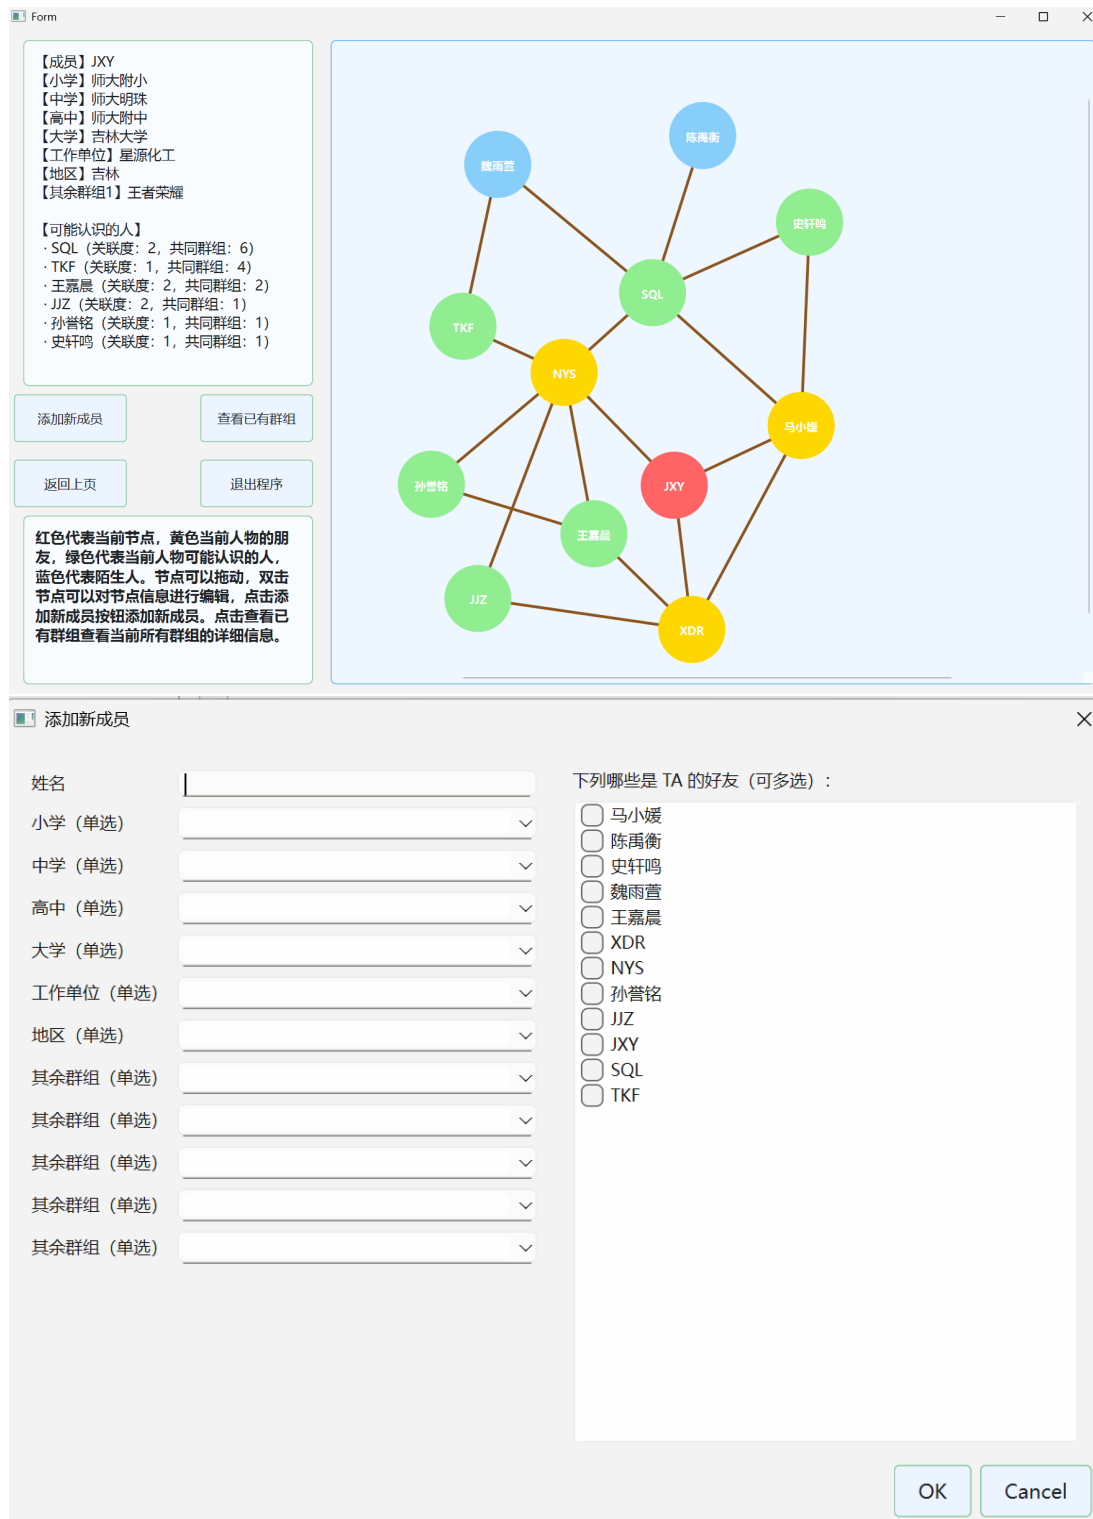 Form
【成员】JXY
【小学】师大附小
【中学】师大明珠
【高中】师大附中
【大学】吉林大学
【工作单位】星源化工
【地区】吉林
【其余群组1】王者荣耀
【可能认识的人】
· SQL（关联度：2，共同群组：6）
· TKF（关联度：1，共同群组：4）
· 王嘉晨（关联度：2，共同群组：2）
· JJZ（关联度：2，共同群组：1）
· 孙誉铭（关联度：1，共同群组：1）
· 史轩鸣（关联度：1，共同群组：1）
添加新成员
查看已有群组
返回上页
退出程序
红色代表当前节点，黄色当前人物的朋
友，绿色代表当前人物可能认识的人，
蓝色代表陌生人。节点可以拖动，双击
节点可以对节点信息进行编辑，点击添
加新成员按钮添加新成员。点击查看已
有群组查看当前所有群组的详细信息。
陈禹衡
魏雨萱
史轩鸣
SQL
TKF
NYS
马小媛
孙誉铭
JXY
王嘉晨
JJZ
XDR
添加新成员
姓名
小学（单选）
中学（单选）
高中（单选）
大学（单选）
工作单位（单选）
地区（单选）
其余群组（单选）
其余群组（单选）
其余群组（单选）
其余群组（单选）
其余群组（单选）
下列哪些是 TA 的好友（可多选）：
马小媛
陈禹衡
史轩鸣
魏雨萱
王嘉晨
XDR
NYS
孙誉铭
JJZ
JXY
SQL
TKF
OK
Cancel